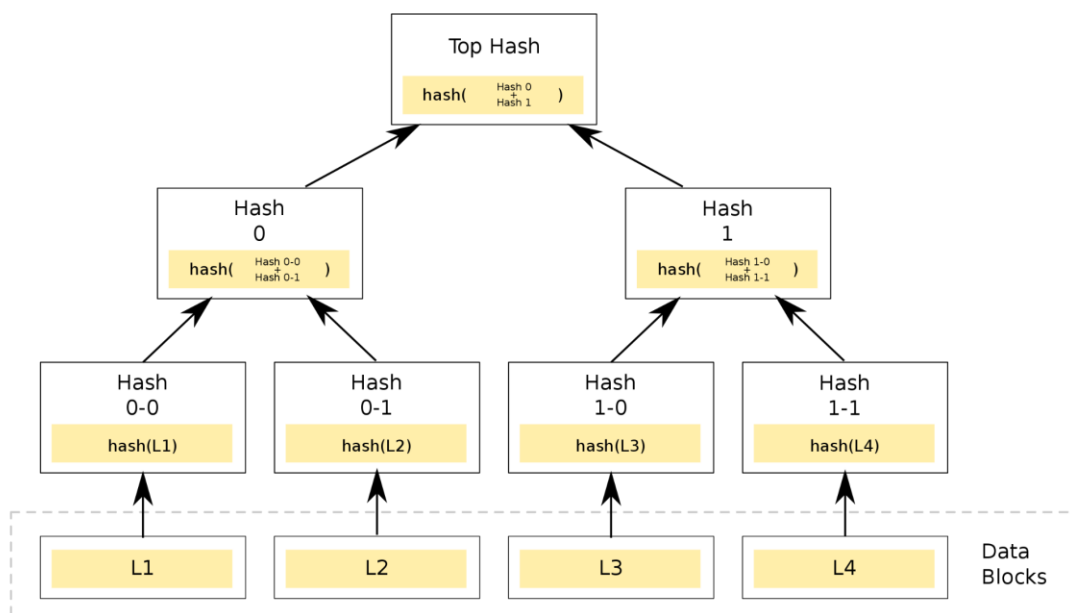 Top Hash
hash( Hash 0 + Hash 1 )
Hash
0
hash( Hash 0-0 + Hash 0-1 )
Hash
1
hash( Hash 1-0 + Hash 1-1 )
Hash
0-0
hash(L1)
Hash
0-1
hash(L2)
Hash
1-0
hash(L3)
Hash
1-1
hash(L4)
L1
L2
L3
L4
Data
Blocks